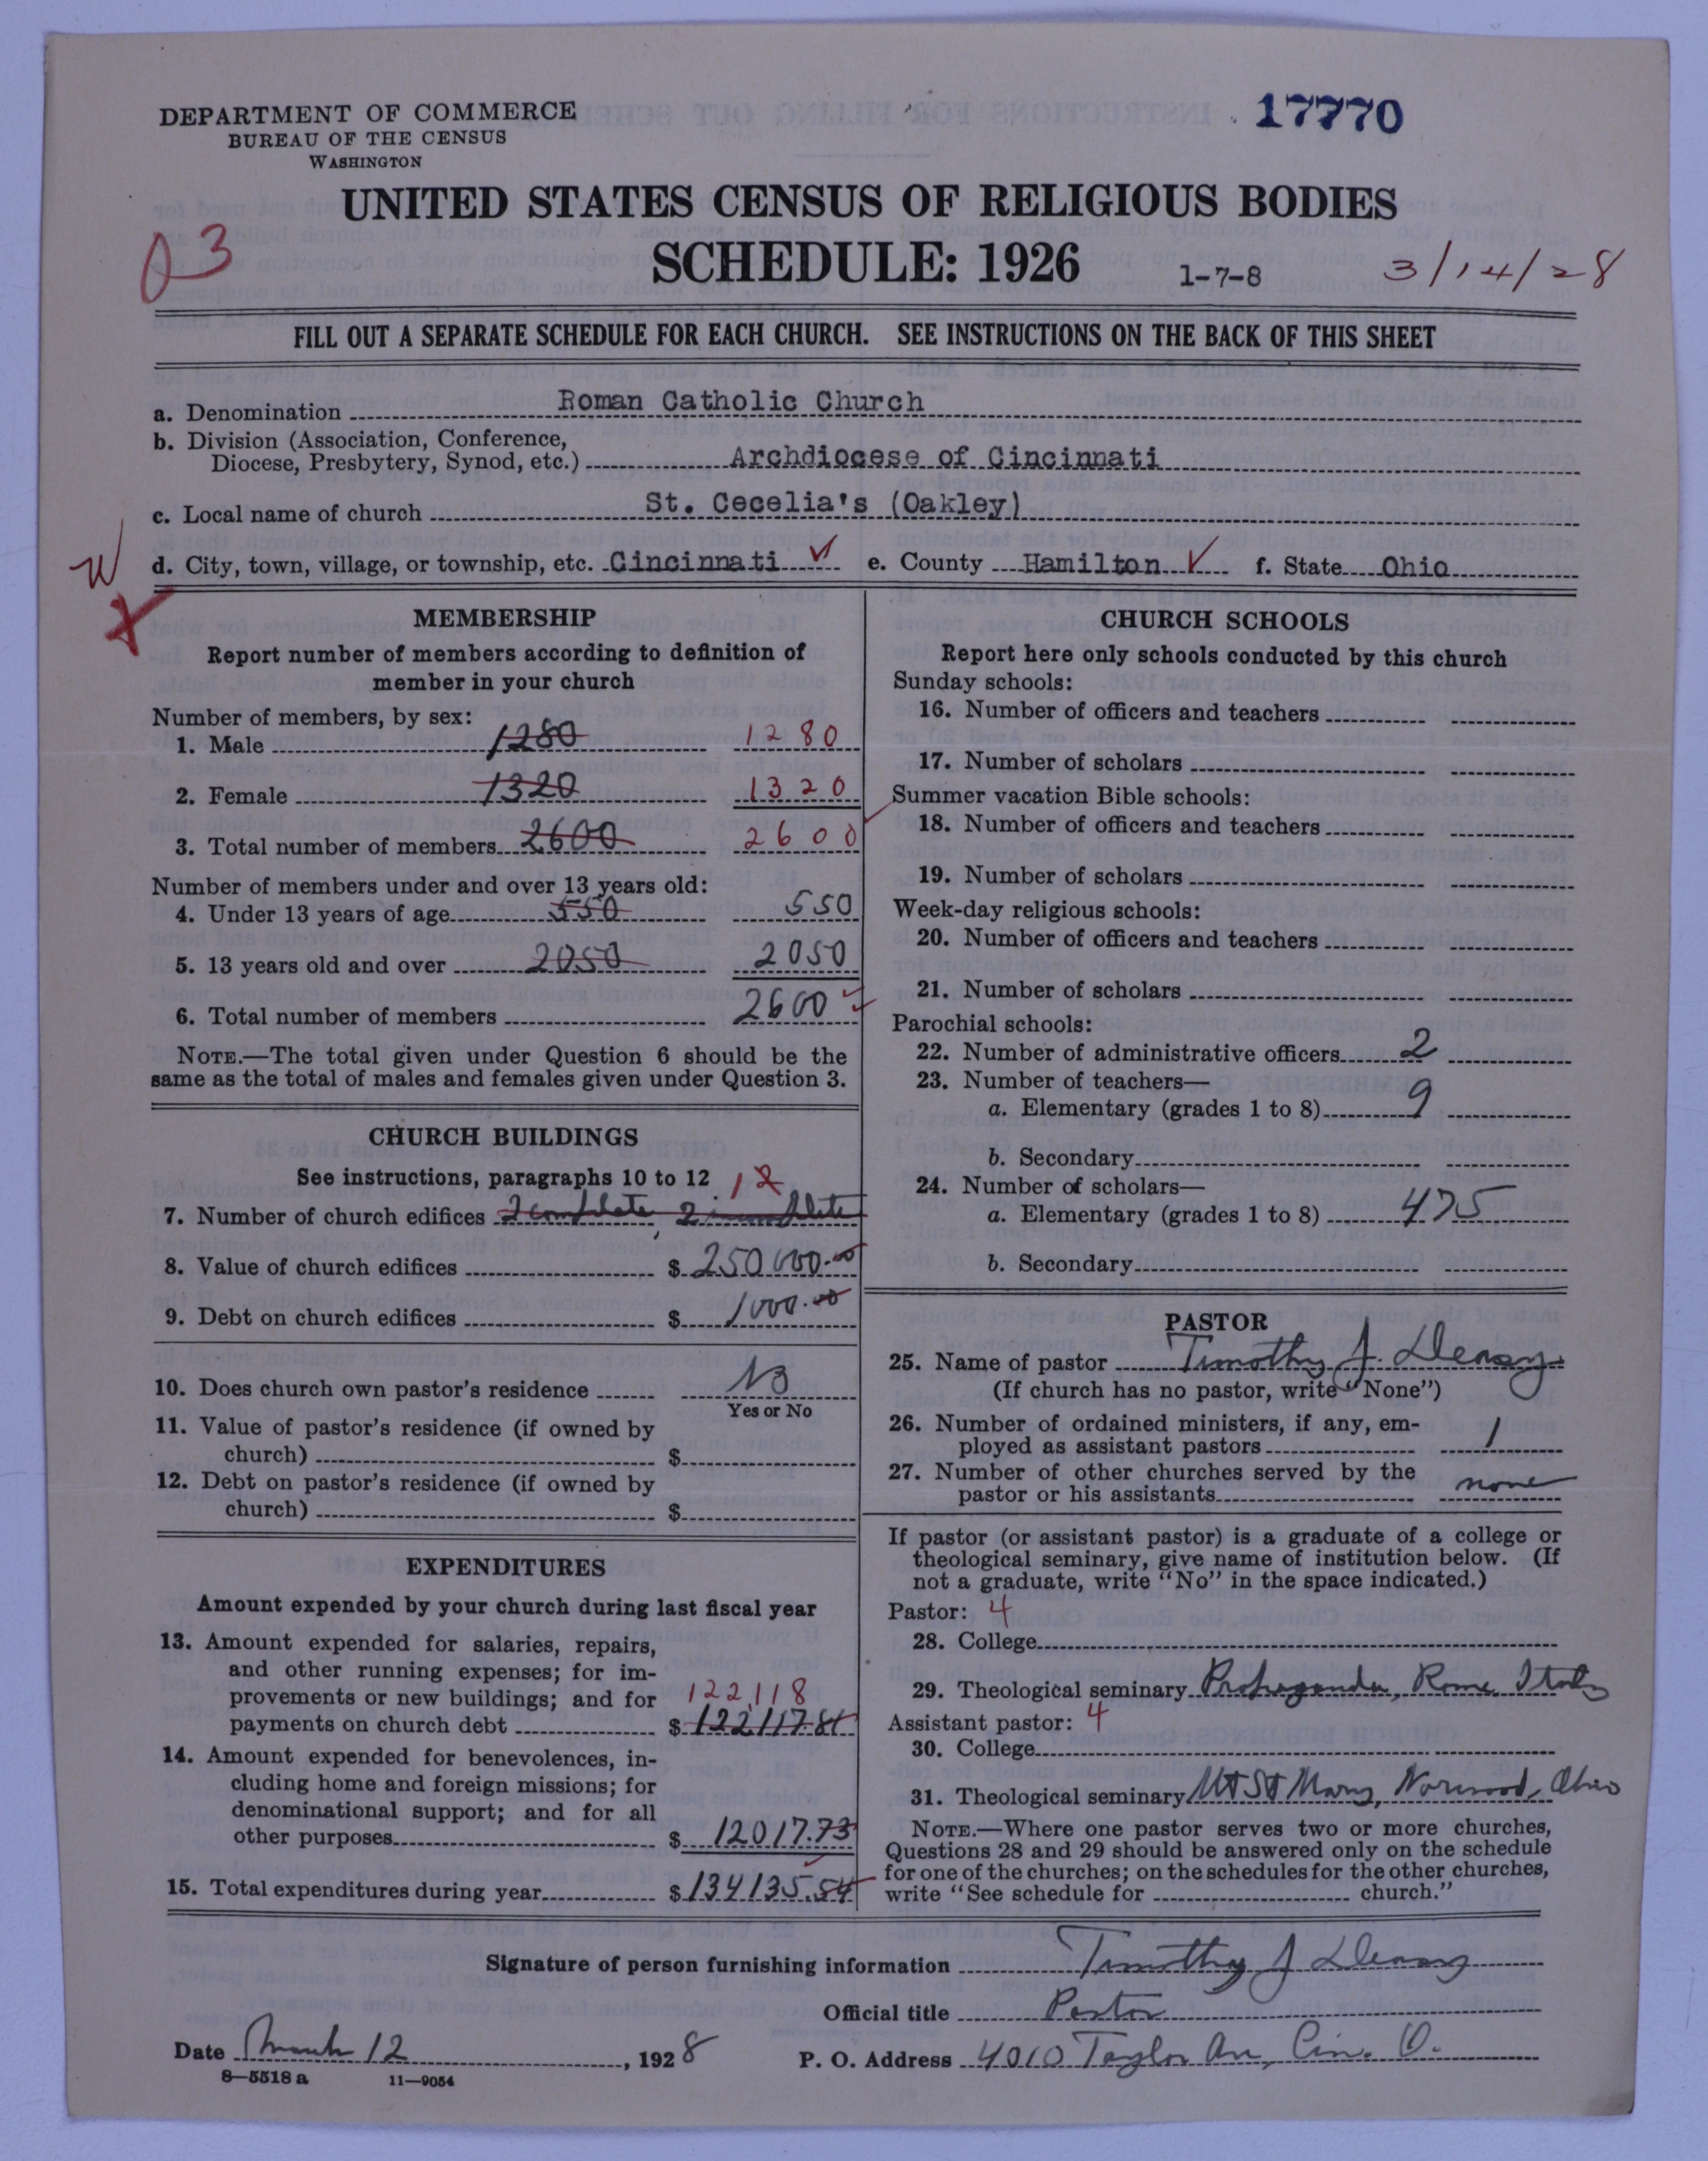 DEPARTMENT OF COMMERCE
BUREAU OF THE CENSUS
WASHINGTON
17770
UNITED STATES CENSUS OF RELIGIOUS BODIES
SCHEDULE: 1926
1-7-8
3/14/28
03
FILL OUT A SEPARATE SCHEDULE FOR EACH CHURCH. SEE INSTRUCTIONS ON THE BACK OF THIS SHEET
a. Denomination Roman Catholic Church
b. Division (Association, Conference,
Diocese, Presbytery, Synod, etc.) Archdiocese of Cincinnati
c. Local name of church St. Cecelia's (Oakley)
W
d. City, town, village, or township, etc. Cincinnati ✓ e. County Hamilton ✓ f. State Ohio
X
MEMBERSHIP
Report number of members according to definition of
member in your church
Number of members, by sex:
1. Male 1280 1280
2. Female 1320 1320
3. Total number of members 2600 2600
Number of members under and over 13 years old:
4. Under 13 years of age 550 550
5. 13 years old and over 2050 2050
6. Total number of members 2600 ✓
NOTE.—The total given under Question 6 should be the
same as the total of males and females given under Question 3.
CHURCH BUILDINGS
See instructions, paragraphs 10 to 12 1 2
7. Number of church edifices 2 complete, 2
8. Value of church edifices $ 250000.00
9. Debt on church edifices $ 1000.00
10. Does church own pastor's residence No
Yes or No
11. Value of pastor's residence (if owned by
church) $
12. Debt on pastor's residence (if owned by
church) $
EXPENDITURES
Amount expended by your church during last fiscal year
13. Amount expended for salaries, repairs,
and other running expenses; for im-
provements or new buildings; and for 122,118
payments on church debt $ 122117.81
14. Amount expended for benevolences, in-
cluding home and foreign missions; for
denominational support; and for all
other purposes $ 12017.73
15. Total expenditures during year $ 134135.54
CHURCH SCHOOLS
Report here only schools conducted by this church
Sunday schools:
16. Number of officers and teachers
17. Number of scholars
Summer vacation Bible schools:
18. Number of officers and teachers
19. Number of scholars
Week-day religious schools:
20. Number of officers and teachers
21. Number of scholars
Parochial schools:
22. Number of administrative officers 2
23. Number of teachers—
a. Elementary (grades 1 to 8) 9
b. Secondary
24. Number of scholars—
a. Elementary (grades 1 to 8) 475
b. Secondary
PASTOR
25. Name of pastor Timothy J. Deasy
(If church has no pastor, write "None")
26. Number of ordained ministers, if any, em-
ployed as assistant pastors 1
27. Number of other churches served by the
pastor or his assistants none
If pastor (or assistant pastor) is a graduate of a college or
theological seminary, give name of institution below. (If
not a graduate, write "No" in the space indicated.)
Pastor: 4
28. College
29. Theological seminary Propaganda, Rome, Italy
Assistant pastor: 4
30. College
31. Theological seminary Mt St Mary, Norwood, Ohio
NOTE.—Where one pastor serves two or more churches,
Questions 28 and 29 should be answered only on the schedule
for one of the churches; on the schedules for the other churches,
write "See schedule for church."
Signature of person furnishing information Timothy J Deasy
Official title Pastor
Date March 12, 1928 P. O. Address 4010 Taylor Av, Cin. O.
8—5518 a 11—9054